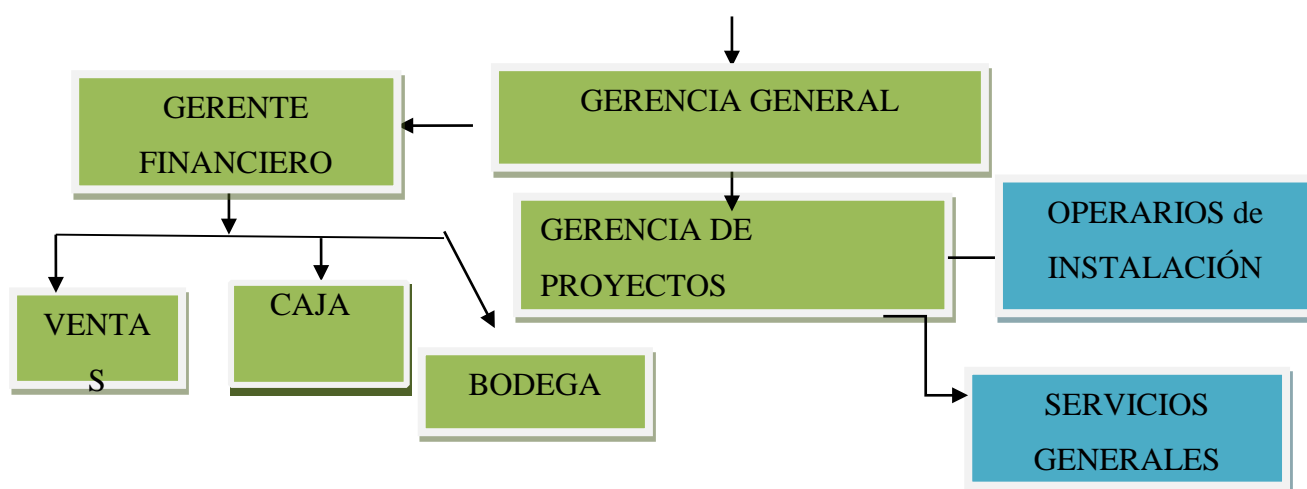 GERENCIA GENERAL
GERENTE
FINANCIERO
GERENCIA DE
PROYECTOS
OPERARIOS de
INSTALACIÓN
VENTA
S
CAJA
BODEGA
SERVICIOS
GENERALES